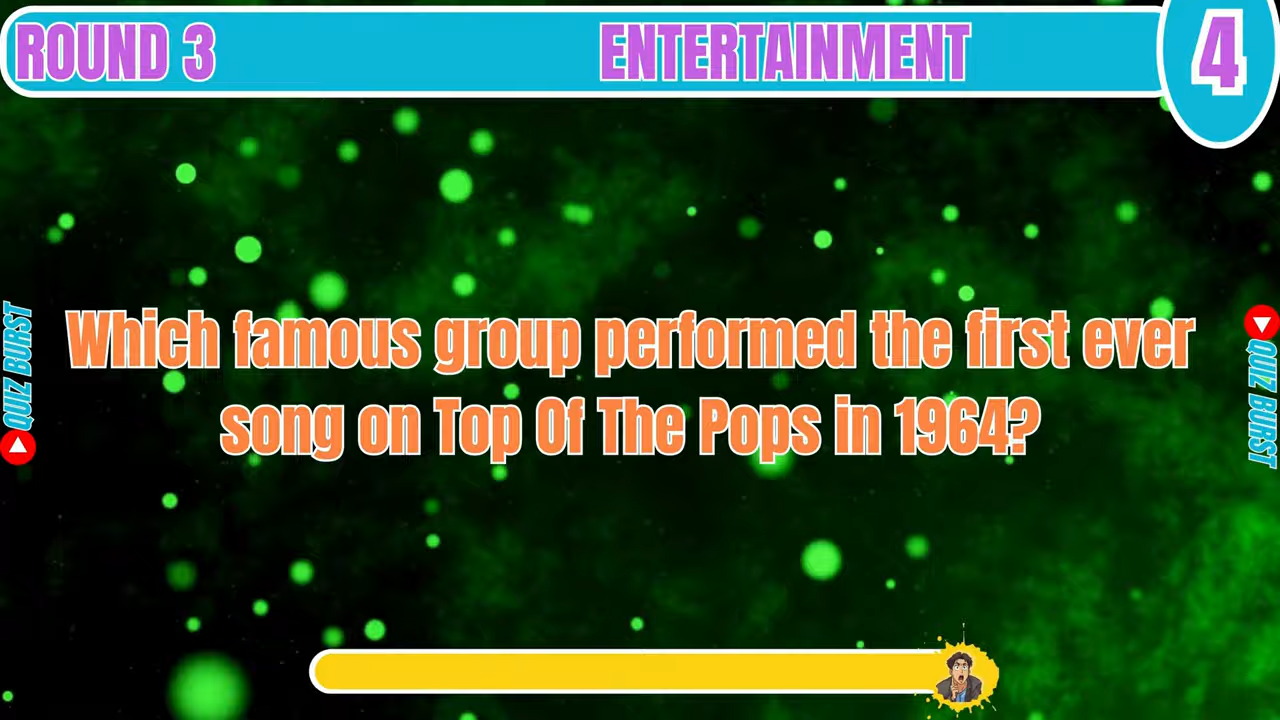 ROUND 3
ENTERTAINMENT
4
Which famous group performed the first ever
song on Top Of The Pops in 1964?
QUIZ BURST
QUIZ BURST